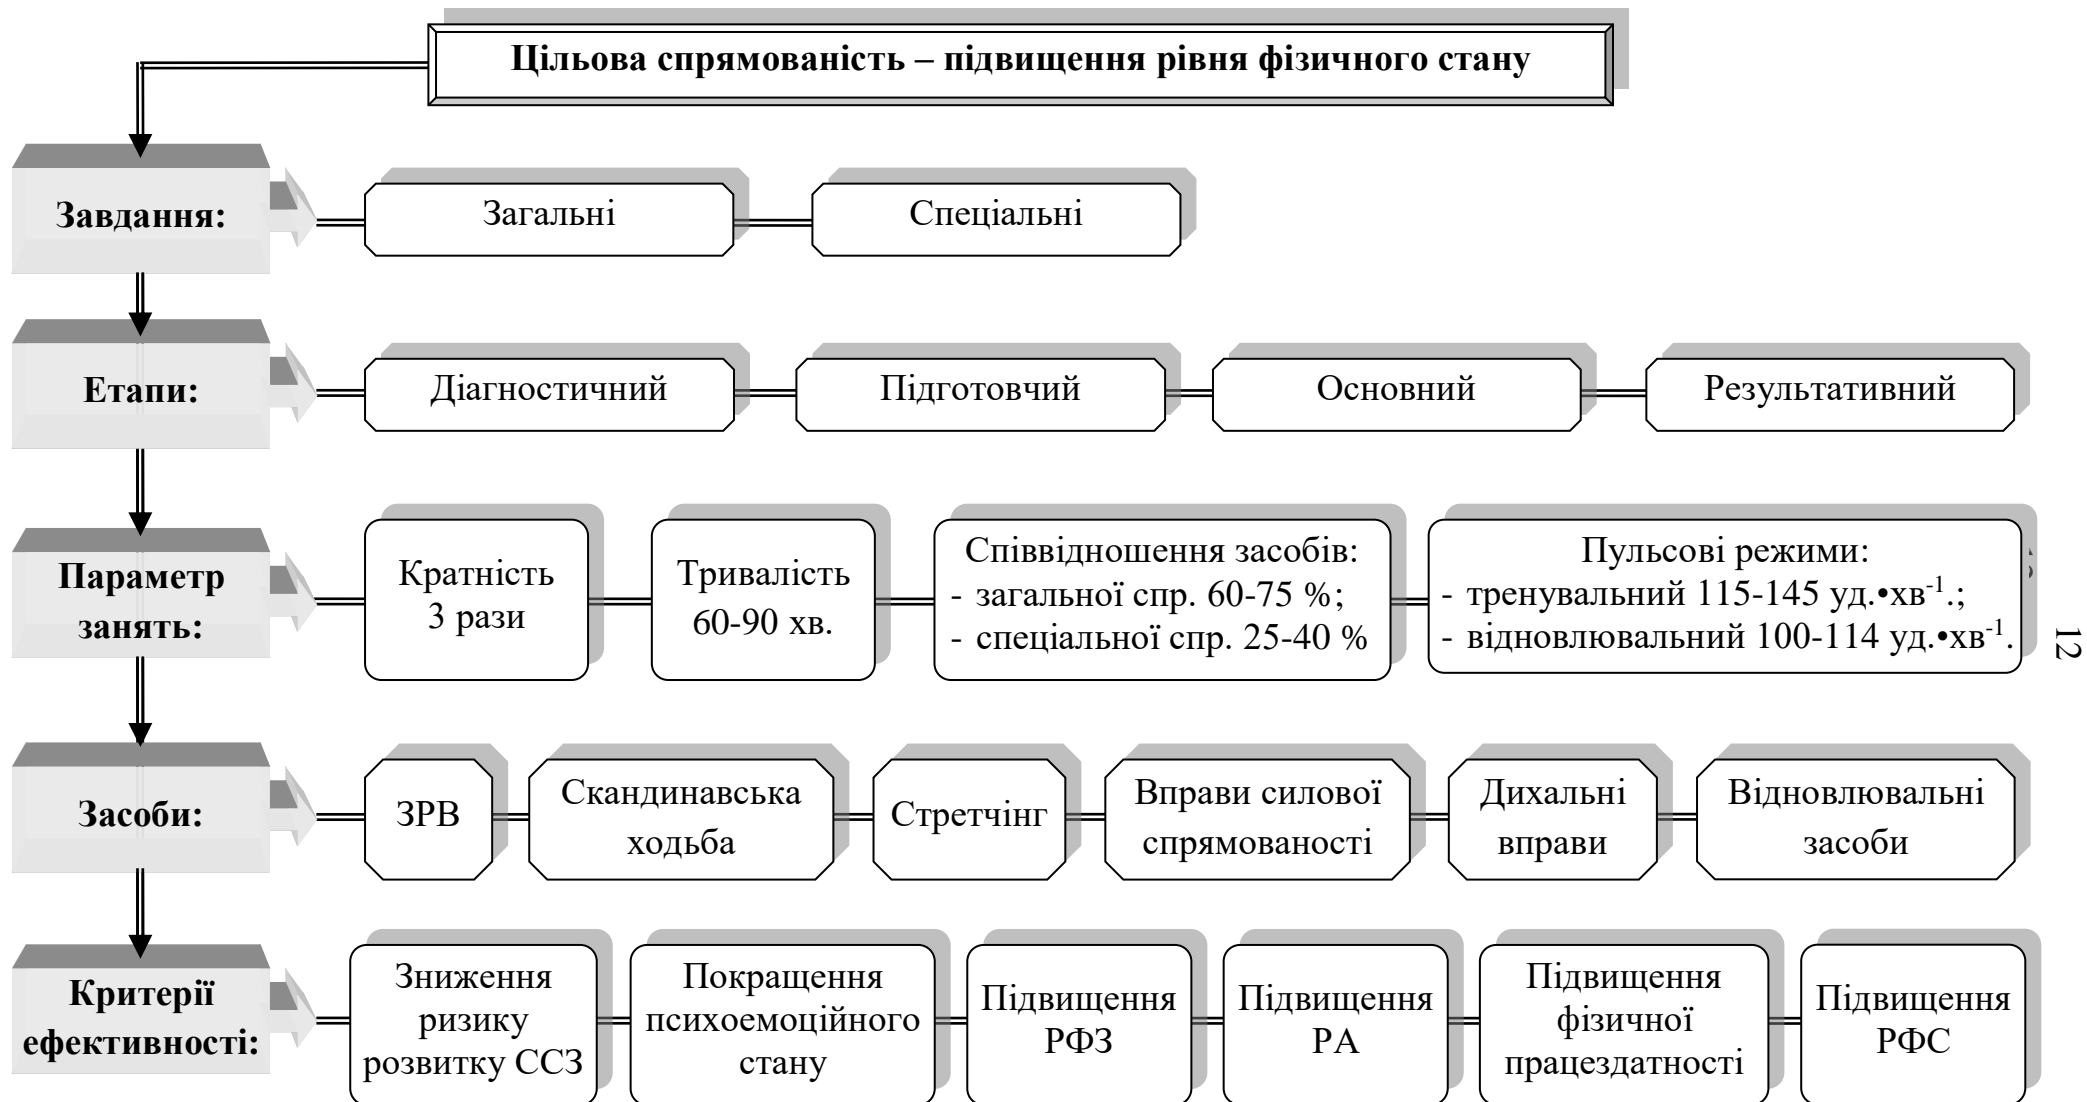 Цільова спрямованість – підвищення рівня фізичного стану
Завдання:
Загальні
Спеціальні
Етапи:
Діагностичний
Підготовчий
Основний
Результативний
Параметр
занять:
Кратність
3 рази
Тривалість
60-90 хв.
Співвідношення засобів:
- загальної спр. 60-75 %;
- спеціальної спр. 25-40 %
Пульсові режими:
- тренувальний 115-145 уд.•хв⁻¹.;
- відновлювальний 100-114 уд.•хв⁻¹.
12
Засоби:
ЗРВ
Скандинавська
ходьба
Стретчінг
Вправи силової
спрямованості
Дихальні
вправи
Відновлювальні
засоби
Критерії
ефективності:
Зниження
ризику
розвитку ССЗ
Покращення
психоемоційного
стану
Підвищення
РФЗ
Підвищення
РА
Підвищення
фізичної
працездатності
Підвищення
РФС